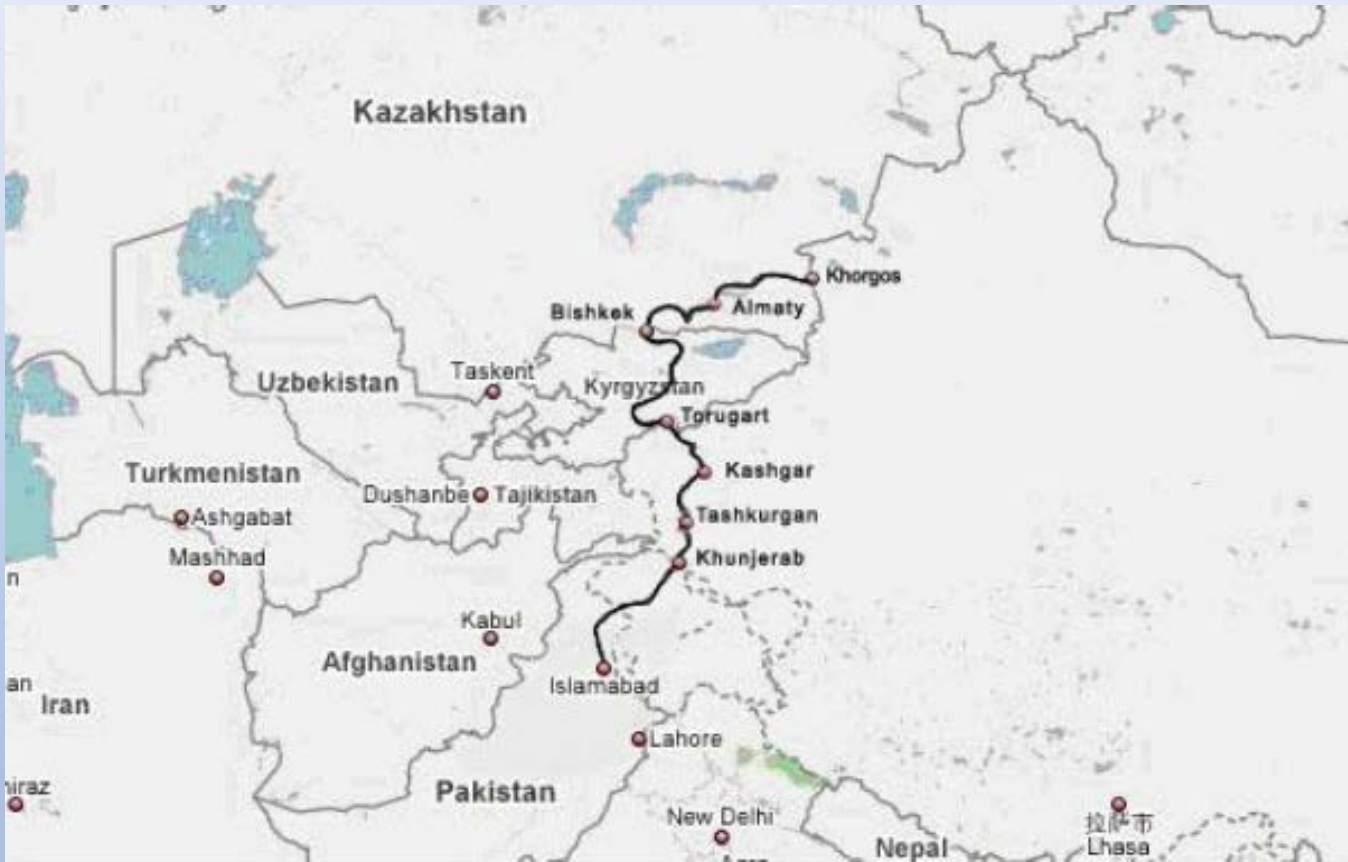 Kazakhstan
Khorgos
Almaty
Bishkek
Taskent
Uzbekistan
Kyrgyzstan
Torugart
Turkmenistan
Kashgar
Dushanbe
Tajikistan
Ashgabat
Tashkurgan
Mashhad
Khunjerab
Kabul
Afghanistan
Islamabad
Iran
Lahore
Pakistan
New Delhi
Nepal
拉萨市
Lhasa